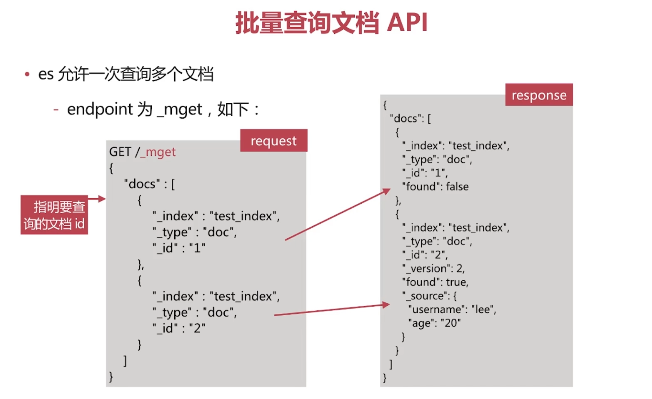 批量查询文档 API
• es 允许一次查询多个文档
- endpoint 为 _mget，如下：
request
GET /_mget
{
"docs" : [
{
"_index" : "test_index",
"_type" : "doc",
"_id" : "1"
},
{
"_index" : "test_index",
"_type" : "doc",
"_id" : "2"
}
]
}
指明要查
询的文档 id
response
{
"docs": [
{
"_index": "test_index",
"_type": "doc",
"_id": "1",
"found": false
},
{
"_index": "test_index",
"_type": "doc",
"_id": "2",
"_version": 2,
"found": true,
"_source": {
"username": "lee",
"age": "20"
}
}
]
}